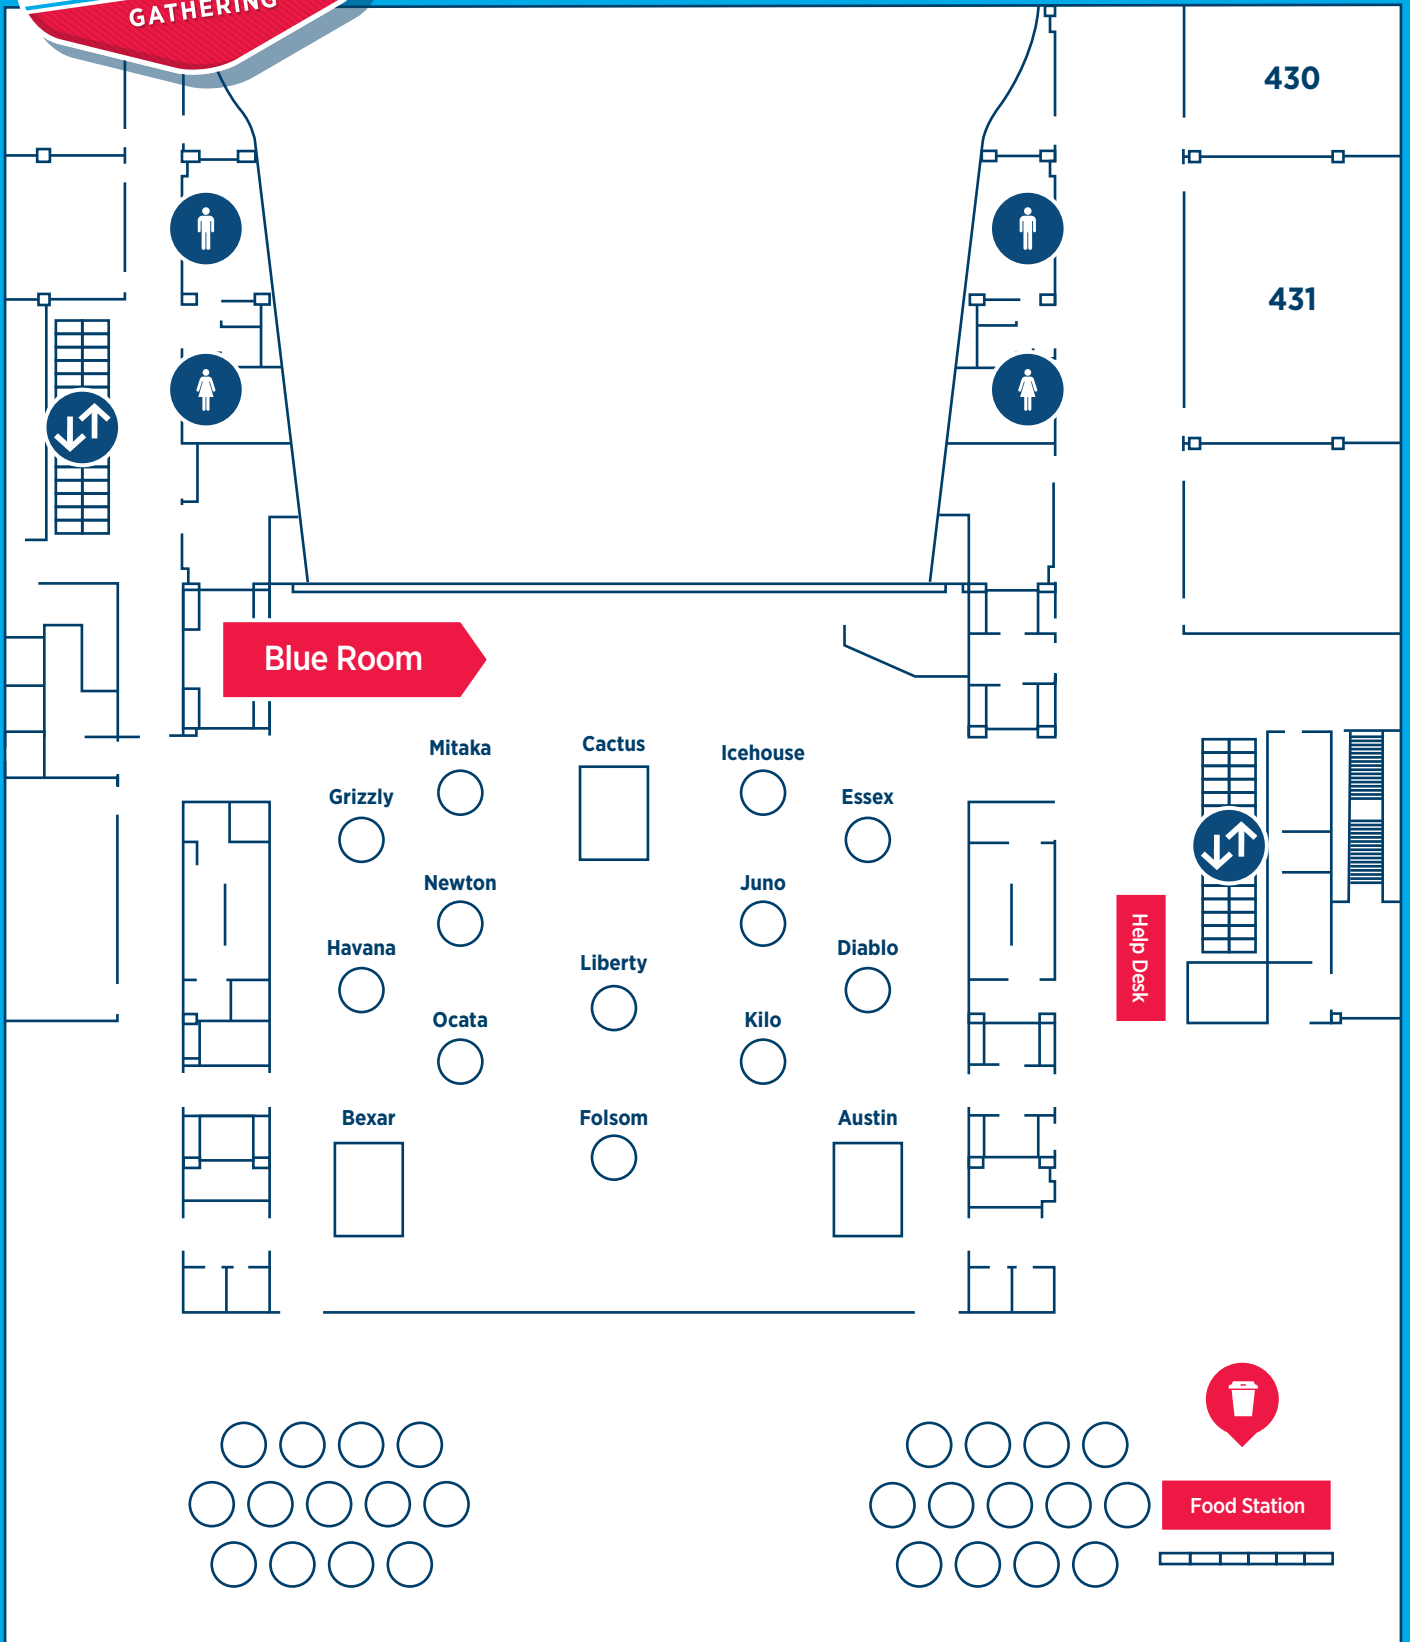 GATHERING
430
431
Blue Room
Mitaka
Cactus
Icehouse
Grizzly
Essex
Newton
Juno
Havana
Liberty
Diablo
Help Desk
Ocata
Kilo
Bexar
Folsom
Austin
Food Station